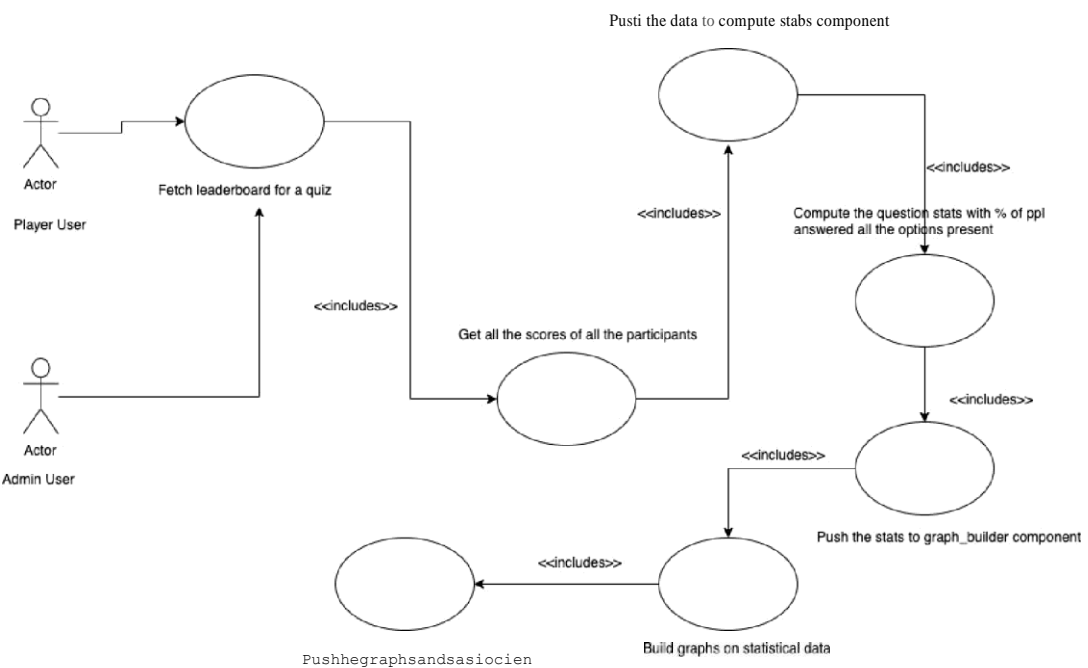 Pusti the data to compute stabs component
Actor
Player User
Fetch leaderboard for a quiz
<<includes>>
<<includes>>
<<includes>>
Compute the question stats with % of ppl
answered all the options present
Get all the scores of all the participants
Actor
Admin User
<<includes>>
<<includes>>
Push the stats to graph_builder component
<<includes>>
Build graphs on statistical data
Pushhegraphsandsasiocien